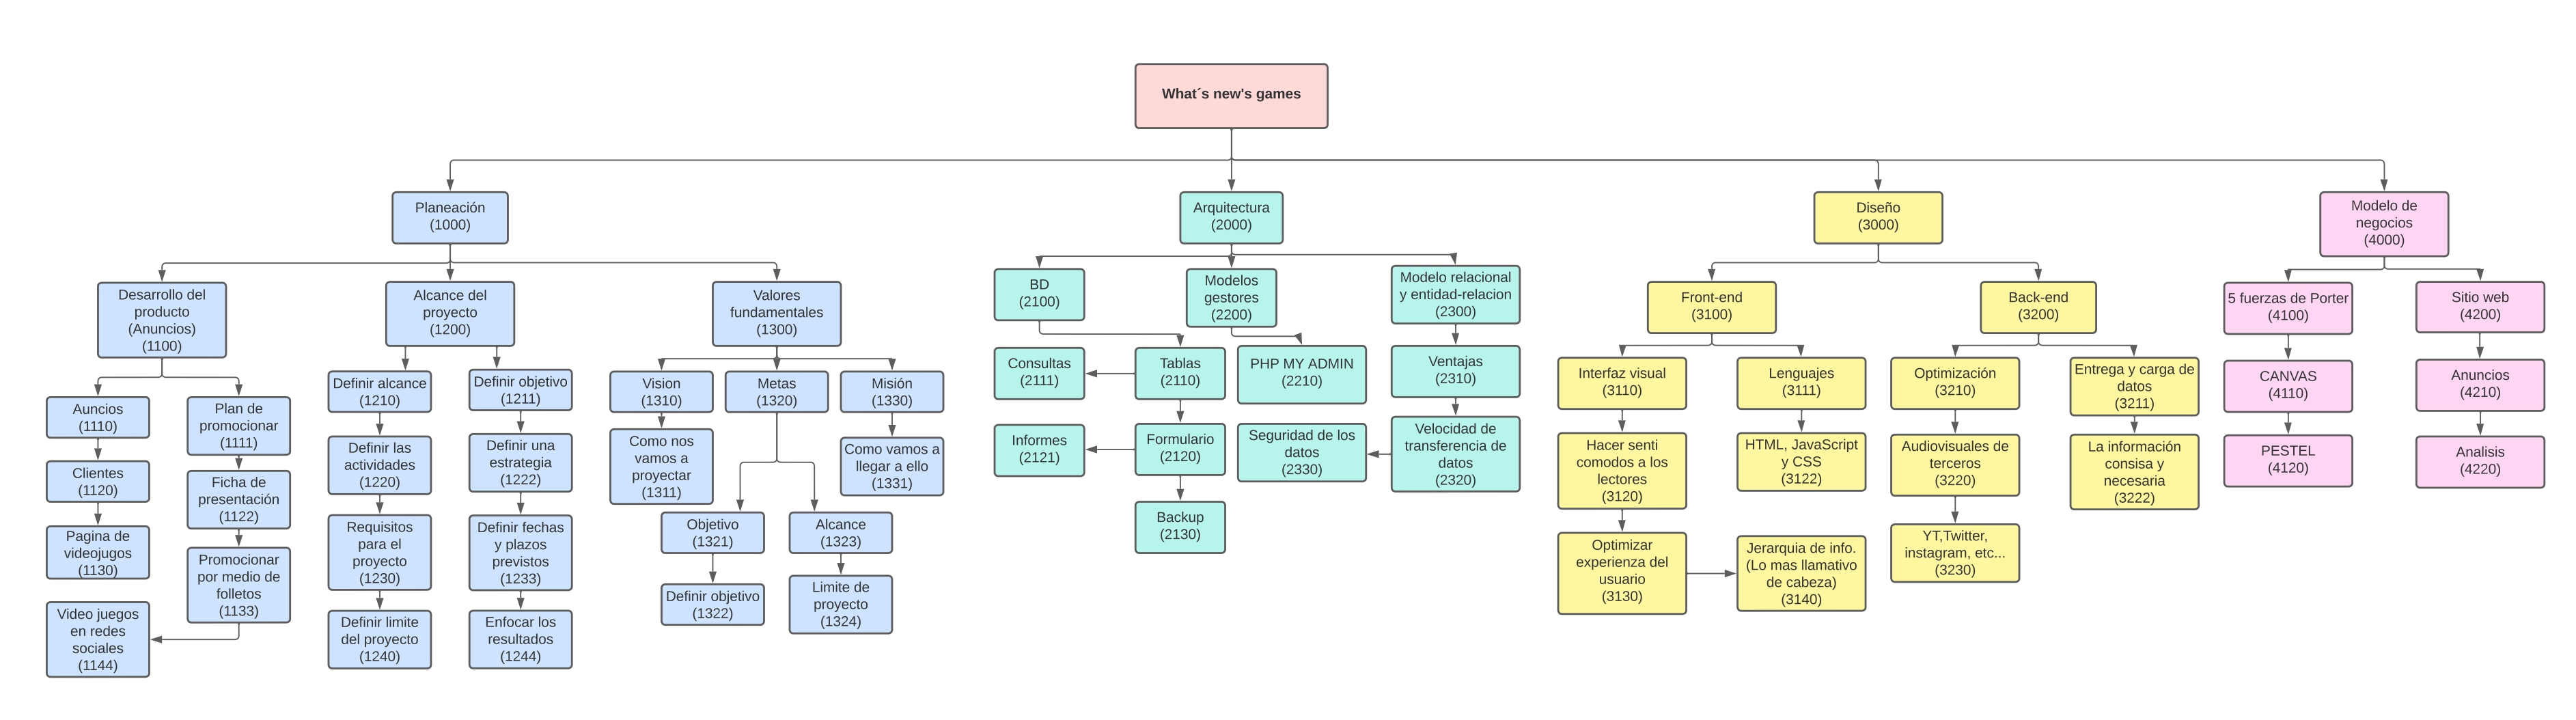 What´s new's games
Planeación
(1000)
Arquitectura
(2000)
Diseño
(3000)
Modelo de
negocios
(4000)
Desarrollo del
producto
(Anuncios)
(1100)
Alcance del
proyecto
(1200)
Valores
fundamentales
(1300)
BD
(2100)
Modelos
gestores
(2200)
Modelo relacional
y entidad-relacion
(2300)
Front-end
(3100)
Back-end
(3200)
5 fuerzas de Porter
(4100)
Sitio web
(4200)
Auncios
(1110)
Clientes
(1120)
Pagina de
videojugos
(1130)
Plan de
promocionar
(1111)
Ficha de
presentación
(1122)
Promocionar
por medio de
folletos
(1133)
Video juegos
en redes
sociales
(1144)
Definir alcance
(1210)
Definir las
actividades
(1220)
Requisitos
para el
proyecto
(1230)
Definir limite
del proyecto
(1240)
Definir objetivo
(1211)
Definir una
estrategia
(1222)
Definir fechas
y plazos
previstos
(1233)
Enfocar los
resultados
(1244)
Vision
(1310)
Como nos
vamos a
proyectar
(1311)
Metas
(1320)
Objetivo
(1321)
Definir objetivo
(1322)
Alcance
(1323)
Limite de
proyecto
(1324)
Misión
(1330)
Como vamos a
llegar a ello
(1331)
Consultas
(2111)
Tablas
(2110)
Informes
(2121)
Formulario
(2120)
Backup
(2130)
PHP MY ADMIN
(2210)
Ventajas
(2310)
Seguridad de los
datos
(2330)
Velocidad de
transferencia de
datos
(2320)
Interfaz visual
(3110)
Hacer senti
comodos a los
lectores
(3120)
Optimizar
experiencia del
usuario
(3130)
Lenguajes
(3111)
HTML, JavaScript
y CSS
(3122)
Jerarquia de info.
(Lo mas llamativo
de cabeza)
(3140)
Optimización
(3210)
Audiovisuales de
terceros
(3220)
YT,Twitter,
instagram, etc...
(3230)
Entrega y carga de
datos
(3211)
La información
consisa y
necesaria
(3222)
CANVAS
(4110)
PESTEL
(4120)
Anuncios
(4210)
Analisis
(4220)